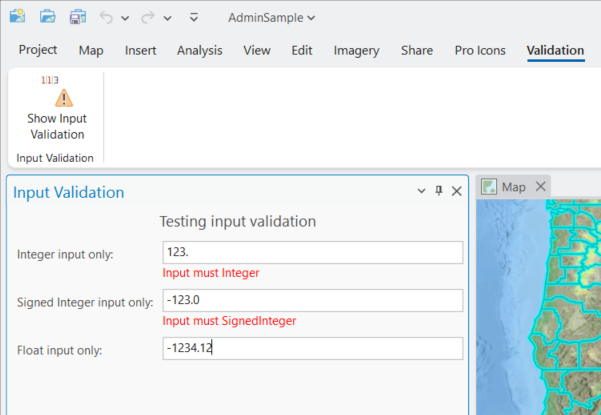 AdminSample
Project Map Insert Analysis View Edit Imagery Share Pro Icons Validation
1|1|3
Show Input
Validation
Input Validation
Input Validation
Map
Testing input validation
Integer input only: 123.
Input must Integer
Signed Integer input only: -123.0
Input must SignedInteger
Float input only: -1234.12